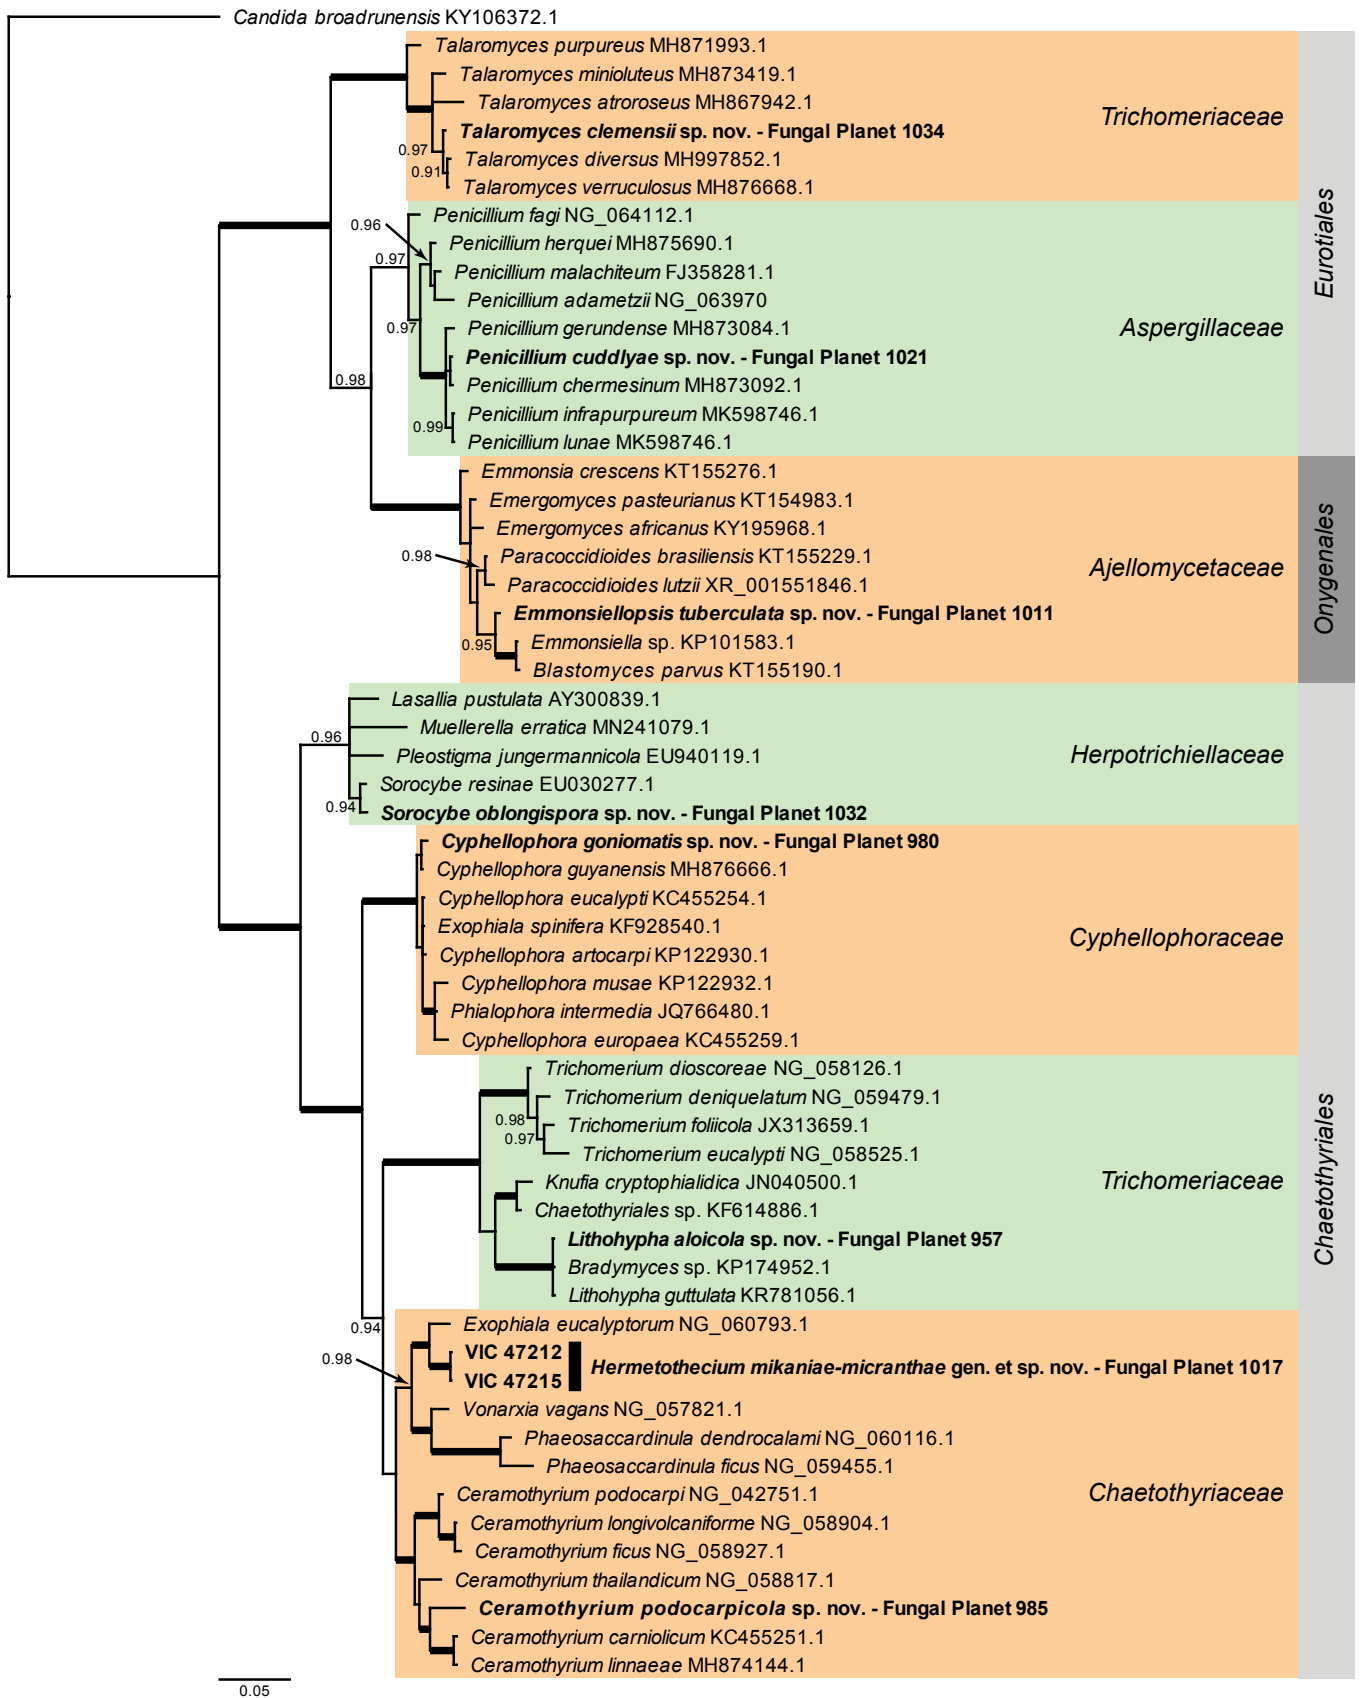 Candida broadrunensis KY106372.1
Talaromyces purpureus MH871993.1
Talaromyces minioluteus MH873419.1
Talaromyces atroroseus MH867942.1
Trichomeriaceae
Talaromyces clemensii sp. nov. - Fungal Planet 1034
0.97
Talaromyces diversus MH997852.1
0.91
Talaromyces verruculosus MH876668.1
Eurotiales
Penicillium fagi NG_064112.1
0.96
Penicillium herquei MH875690.1
0.97
Penicillium malachiteum FJ358281.1
Penicillium adametzii NG_063970
0.97
Penicillium gerundense MH873084.1
Aspergillaceae
Penicillium cuddlyae sp. nov. - Fungal Planet 1021
0.98
Penicillium chermesinum MH873092.1
Penicillium infrapurpureum MK598746.1
0.99
Penicillium lunae MK598746.1
Emmonsia crescens KT155276.1
Emergomyces pasteurianus KT154983.1
Emergomyces africanus KY195968.1
0.98
Paracoccidioides brasiliensis KT155229.1
Ajellomycetaceae
Onygenales
Paracoccidioides lutzii XR_001551846.1
Emmonsiellopsis tuberculata sp. nov. - Fungal Planet 1011
0.95
Emmonsiella sp. KP101583.1
Blastomyces parvus KT155190.1
Lasallia pustulata AY300839.1
Muellerella erratica MN241079.1
0.96
Pleostigma jungermannicola EU940119.1
Herpotrichiellaceae
Sorocybe resinae EU030277.1
0.94
Sorocybe oblongispora sp. nov. - Fungal Planet 1032
Cyphellophora goniomatis sp. nov. - Fungal Planet 980
Cyphellophora guyanensis MH876666.1
Cyphellophora eucalypti KC455254.1
Exophiala spinifera KF928540.1
Cyphellophoraceae
Cyphellophora artocarpi KP122930.1
Cyphellophora musae KP122932.1
Phialophora intermedia JQ766480.1
Cyphellophora europaea KC455259.1
Trichomerium dioscoreae NG_058126.1
Trichomerium deniquelatum NG_059479.1
0.98
Trichomerium foliicola JX313659.1
0.97
Trichomerium eucalypti NG_058525.1
Chaetothyriales
Knufia cryptophialidica JN040500.1
Trichomeriaceae
Chaetothyriales sp. KF614886.1
Lithohypha aloicola sp. nov. - Fungal Planet 957
Bradymyces sp. KP174952.1
Lithohypha guttulata KR781056.1
0.94
Exophiala eucalyptorum NG_060793.1
0.98
VIC 47212
Hermetothecium mikaniae-micranthae gen. et sp. nov. - Fungal Planet 1017
VIC 47215
Vonarxia vagans NG_057821.1
Phaeosaccardinula dendrocalami NG_060116.1
Phaeosaccardinula ficus NG_059455.1
Ceramothyrium podocarpi NG_042751.1
Chaetothyriaceae
Ceramothyrium longivolcaniforme NG_058904.1
Ceramothyrium ficus NG_058927.1
Ceramothyrium thailandicum NG_058817.1
Ceramothyrium podocarpicola sp. nov. - Fungal Planet 985
Ceramothyrium carniolicum KC455251.1
Ceramothyrium linnaeae MH874144.1
0.05